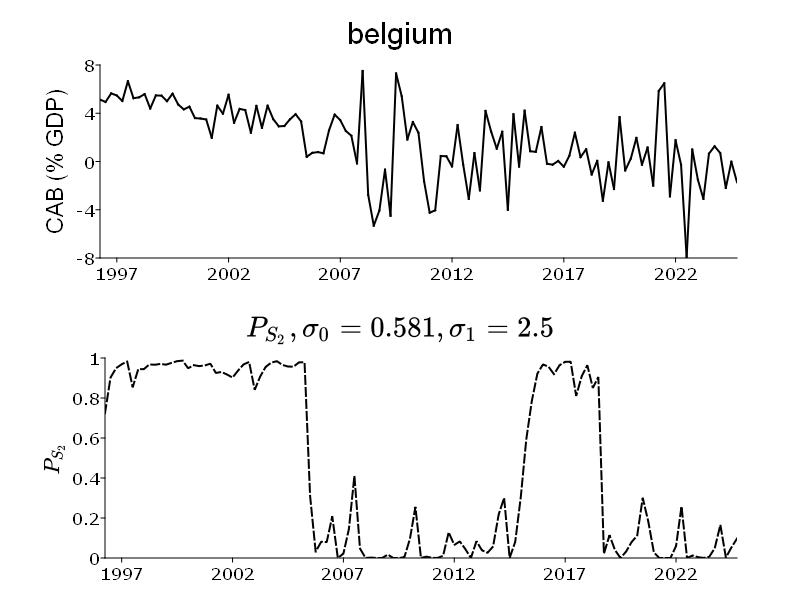 belgium
CAB (% GDP)
8
4
0
-4
-8
1997 2002 2007 2012 2017 2022
P_{S_2}, σ_0 = 0.581, σ_1 = 2.5
P_{S_2}
1
0.8
0.6
0.4
0.2
0
1997 2002 2007 2012 2017 2022